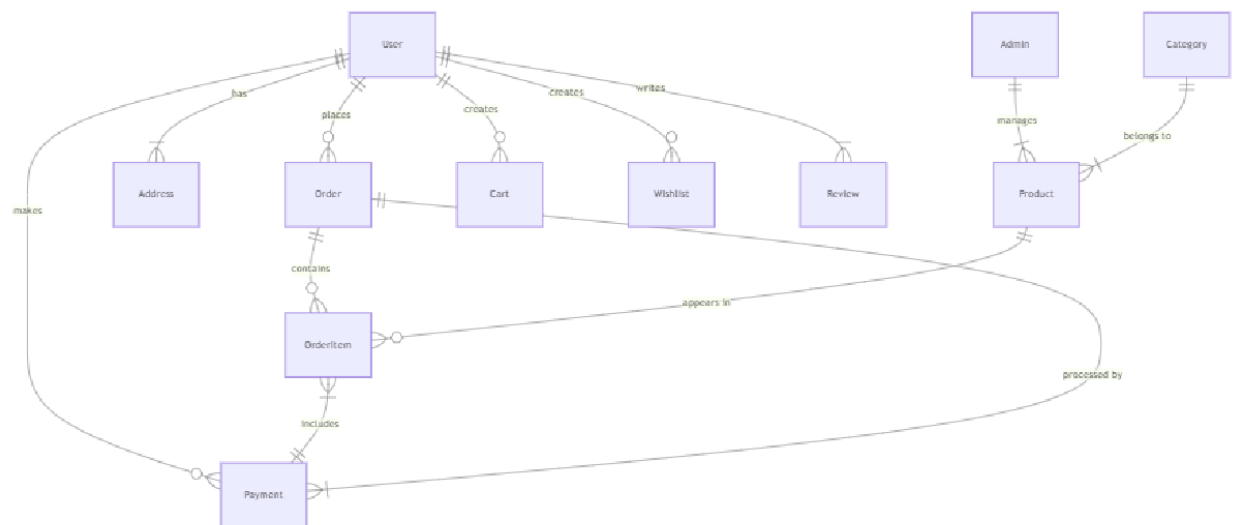 User
Admin
Category
has
places
creates
creates
writes
manages
belongs to
Address
Order
Cart
Wishlist
Review
Product
makes
contains
appears in
OrderItem
processed by
includes
Payment